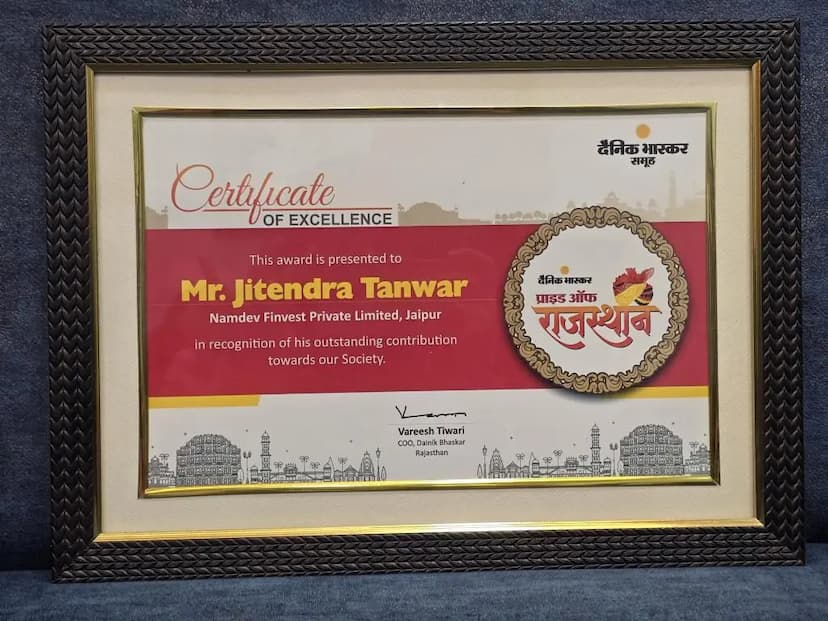 दैनिक भास्कर
समूह
Certificate
OF EXCELLENCE
This award is presented to
Mr. Jitendra Tanwar
Namdev Finvest Private Limited, Jaipur
in recognition of his outstanding contribution
towards our Society.
दैनिक भास्कर
प्राइड ऑफ
राजस्थान
Vareesh Tiwari
COO, Dainik Bhaskar
Rajasthan